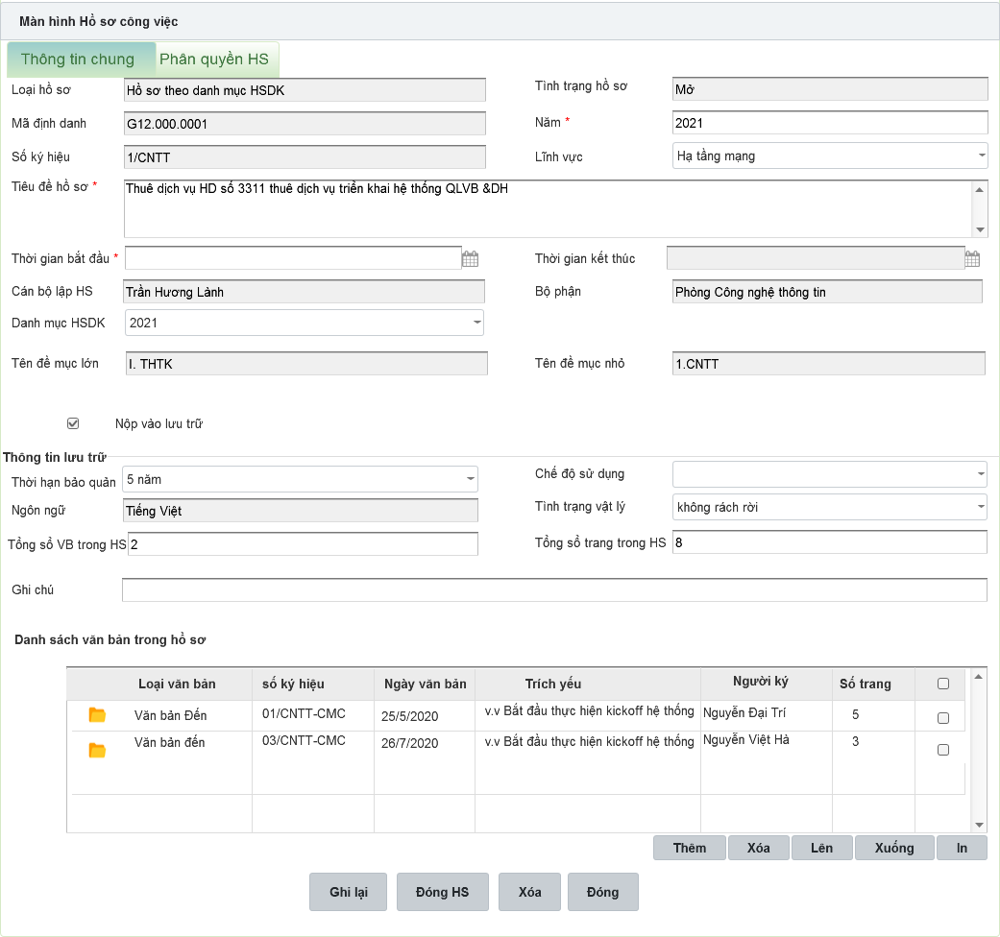 Màn hình Hồ sơ công việc
Thông tin chung Phân quyền HS
Loại hồ sơ Hồ sơ theo danh mục HSDK Tình trạng hồ sơ Mở
Mã định danh G12.000.0001 Năm * 2021
Số ký hiệu 1/CNTT Lĩnh vực Hạ tầng mạng
Tiêu đề hồ sơ * Thuê dịch vụ HD số 3311 thuê dịch vụ triển khai hệ thống QLVB &DH
Thời gian bắt đầu * Thời gian kết thúc
Cán bộ lập HS Trần Hương Lành Bộ phận Phòng Công nghệ thông tin
Danh mục HSDK 2021
Tên đề mục lớn I. THTK Tên đề mục nhỏ 1.CNTT
Nộp vào lưu trữ
Thông tin lưu trữ
Thời hạn bảo quản 5 năm Chế độ sử dụng
Ngôn ngữ Tiếng Việt Tình trạng vật lý không rách rời
Tổng số VB trong HS 2 Tổng số trang trong HS 8
Ghi chú
Danh sách văn bản trong hồ sơ
Loại văn bản số ký hiệu Ngày văn bản Trích yếu Người ký Số trang
Văn bản Đến 01/CNTT-CMC 25/5/2020 v.v Bắt đầu thực hiện kickoff hệ thống Nguyễn Đại Trí 5
Văn bản đến 03/CNTT-CMC 26/7/2020 v.v Bắt đầu thực hiện kickoff hệ thống Nguyễn Việt Hà 3
Thêm Xóa Lên Xuống In
Ghi lại Đóng HS Xóa Đóng